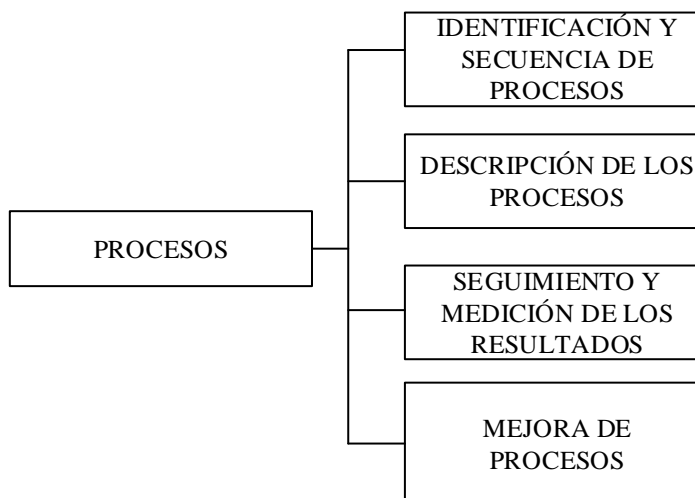 IDENTIFICACIÓN Y
SECUENCIA DE
PROCESOS
DESCRIPCIÓN DE LOS
PROCESOS
PROCESOS
SEGUIMIENTO Y
MEDICIÓN DE LOS
RESULTADOS
MEJORA DE
PROCESOS